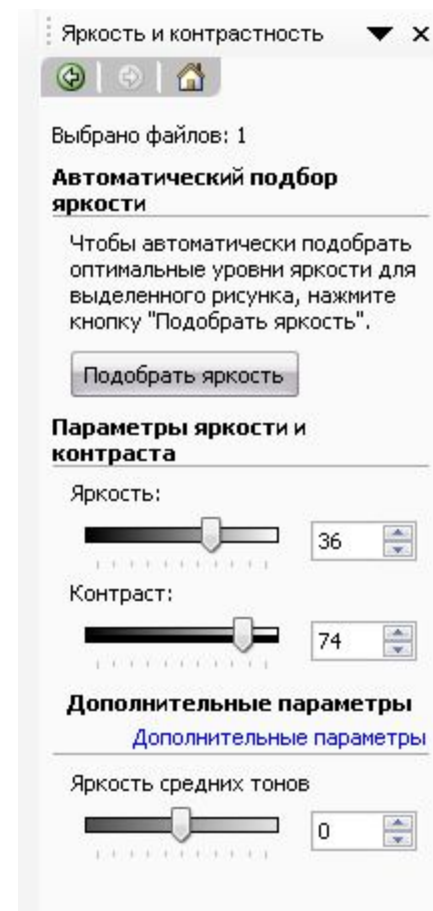 Яркость и контрастность
Выбрано файлов: 1
Автоматический подбор
яркости
Чтобы автоматически подобрать
оптимальные уровни яркости для
выделенного рисунка, нажмите
кнопку "Подобрать яркость".
Подобрать яркость
Параметры яркости и
контраста
Яркость:
36
Контраст:
74
Дополнительные параметры
Дополнительные параметры
Яркость средних тонов
0